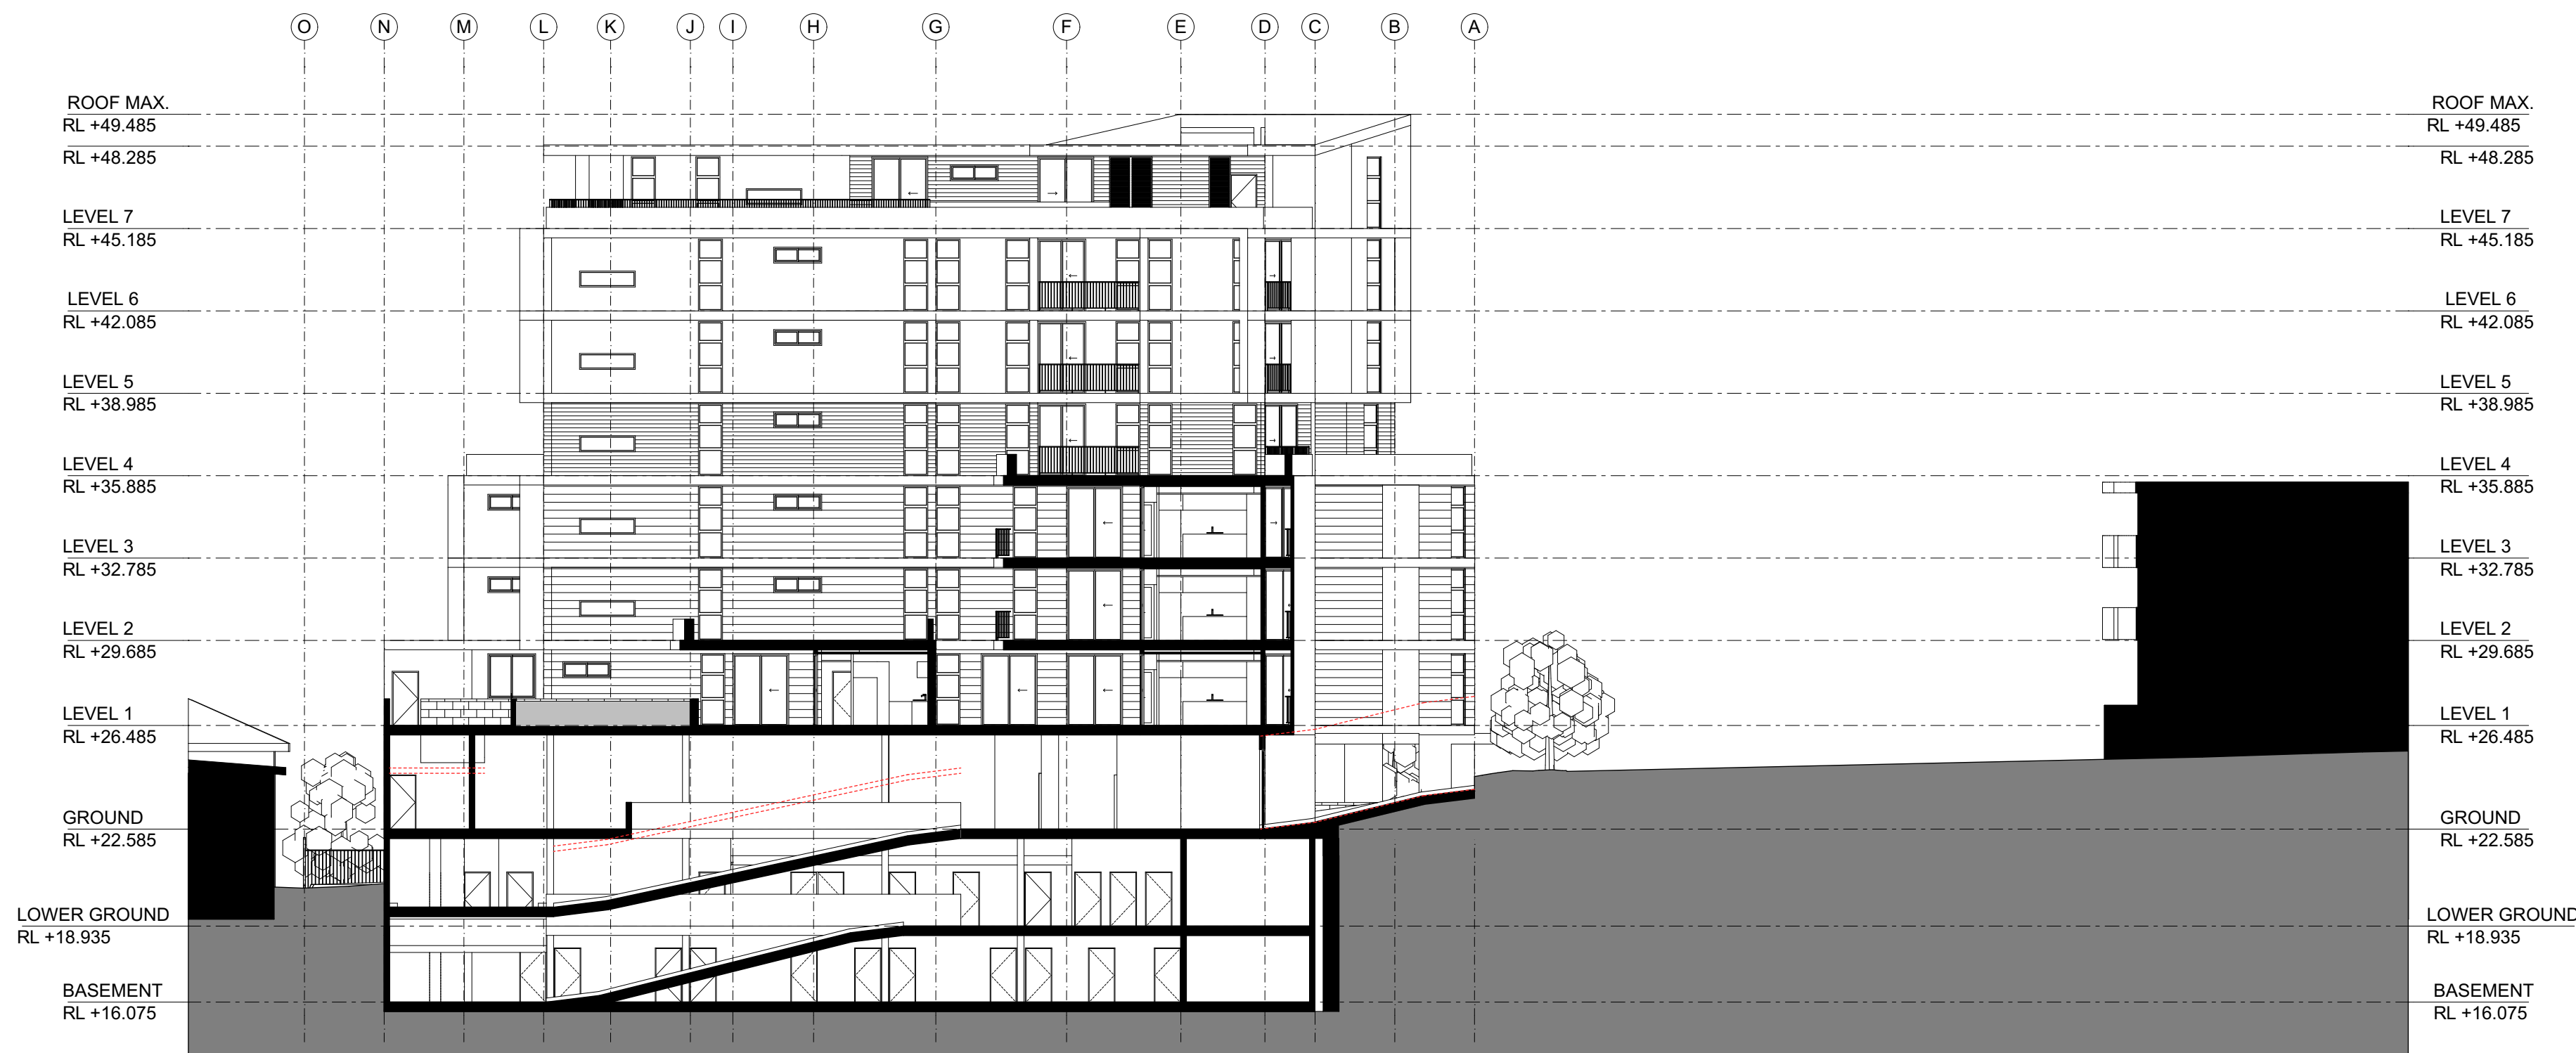 O N M L K J I H G F E D C B A
ROOF MAX.
RL +49.485
RL +48.285
LEVEL 7
RL +45.185
LEVEL 6
RL +42.085
LEVEL 5
RL +38.985
LEVEL 4
RL +35.885
LEVEL 3
RL +32.785
LEVEL 2
RL +29.685
LEVEL 1
RL +26.485
GROUND
RL +22.585
LOWER GROUND
RL +18.935
BASEMENT
RL +16.075
ROOF MAX.
RL +49.485
RL +48.285
LEVEL 7
RL +45.185
LEVEL 6
RL +42.085
LEVEL 5
RL +38.985
LEVEL 4
RL +35.885
LEVEL 3
RL +32.785
LEVEL 2
RL +29.685
LEVEL 1
RL +26.485
GROUND
RL +22.585
LOWER GROUND
RL +18.935
BASEMENT
RL +16.075